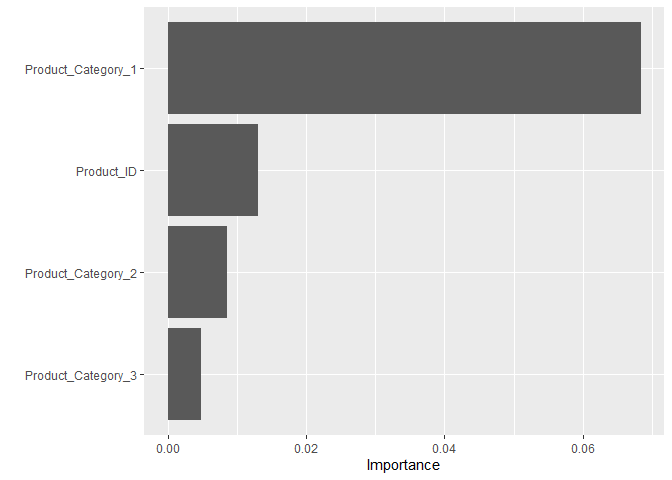 Product_Category_1
Product_ID
Product_Category_2
Product_Category_3
0.00 0.02 0.04 0.06
Importance